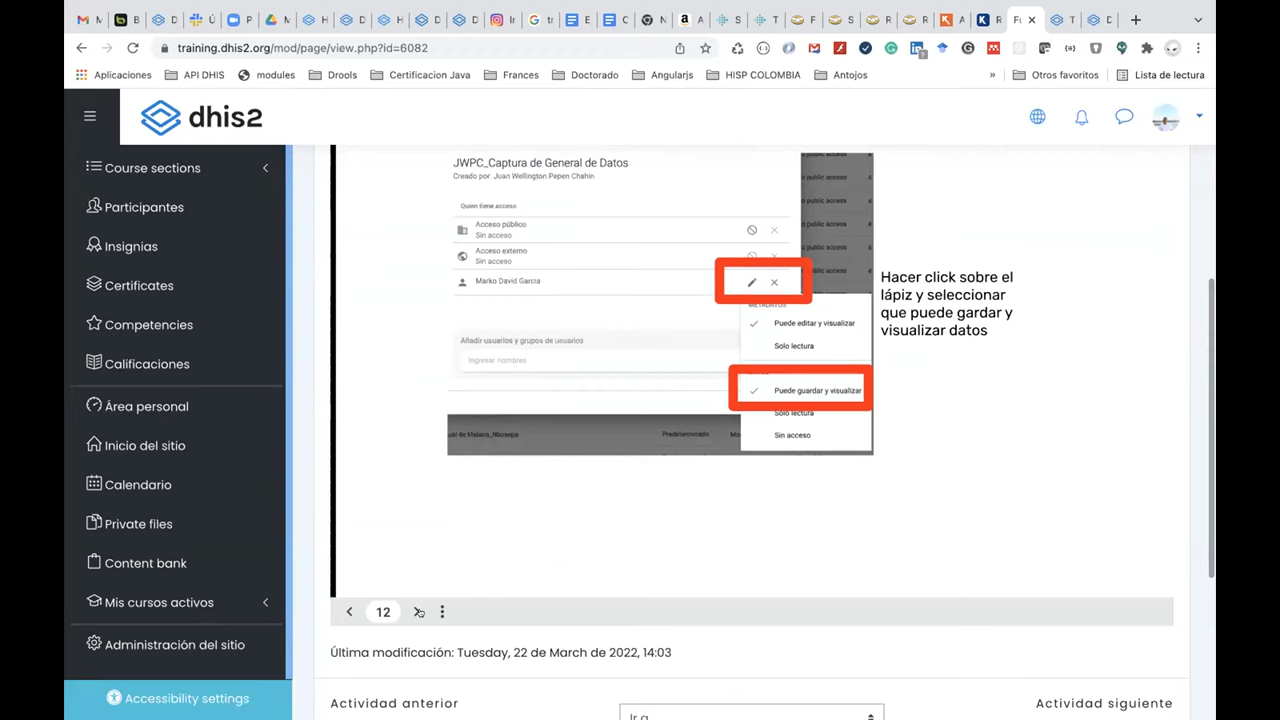 training.dhis2.org/mod/page/view.php?id=6082
Aplicaciones
API DHIS
modules
Drools
Certificacion Java
Frances
Doctorado
Angularjs
HISP COLOMBIA
Antojos
»
Otros favoritos
Lista de lectura
dhis2
Course sections
Participantes
Insignias
Certificates
Competencies
Calificaciones
Área personal
Inicio del sitio
Calendario
Private files
Content bank
Mis cursos activos
Administración del sitio
Accessibility settings
JWPC_Captura de General de Datos
Creado por: Juan Wellington Pepen Chahin
Quien tiene acceso
Acceso público
Sin acceso
Acceso externo
Sin acceso
Marko David Garcia
METADATOS
Puede editar y visualizar
Solo lectura
Añadir usuarios y grupos de usuarios
Ingresar nombres
Puede guardar y visualizar
Solo lectura
Sin acceso
Predeterminado
Hacer click sobre el
lápiz y seleccionar
que puede gardar y
visualizar datos
12
Última modificación: Tuesday, 22 de March de 2022, 14:03
Actividad anterior
Ir a
Actividad siguiente